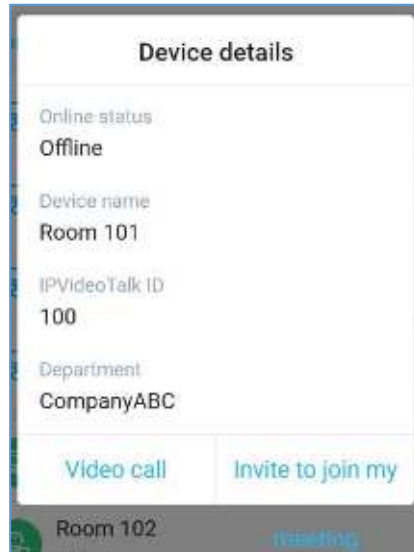 Device details
Online status
Offline
Device name
Room 101
IPVideoTalk ID
100
Department
CompanyABC
Video call Invite to join my
Room 102 meeting